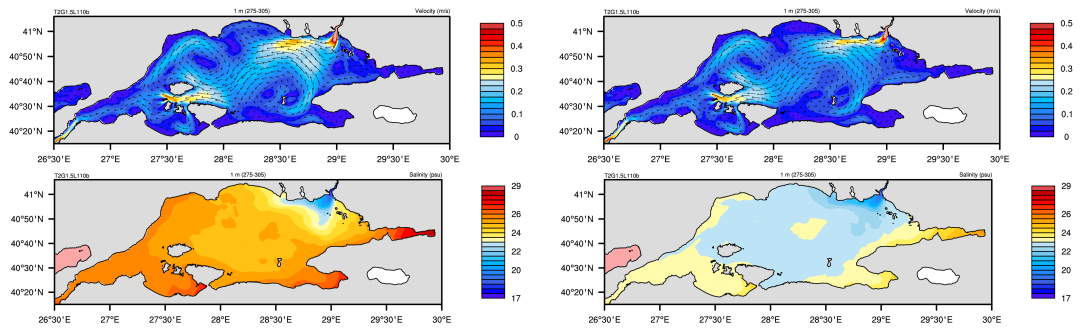 T2G1.5L110b 1 m (275-305) Velocity (m/s)
41°N
40°50'N
40°40'N
40°30'N
40°20'N
26°30'E 27°E 27°30'E 28°E 28°30'E 29°E 29°30'E 30°E
0.5
0.4
0.3
0.2
0.1
0
T2G1.5L110b 1 m (275-305) Velocity (m/s)
41°N
40°50'N
40°40'N
40°30'N
40°20'N
26°30'E 27°E 27°30'E 28°E 28°30'E 29°E 29°30'E 30°E
0.5
0.4
0.3
0.2
0.1
0
T2G1.5L110b 1 m (275-305) Salinity (psu)
41°N
40°50'N
40°40'N
40°30'N
40°20'N
26°30'E 27°E 27°30'E 28°E 28°30'E 29°E 29°30'E 30°E
29
26
24
22
20
17
T2G1.5L110b 1 m (275-305) Salinity (psu)
41°N
40°50'N
40°40'N
40°30'N
40°20'N
26°30'E 27°E 27°30'E 28°E 28°30'E 29°E 29°30'E 30°E
29
26
24
22
20
17